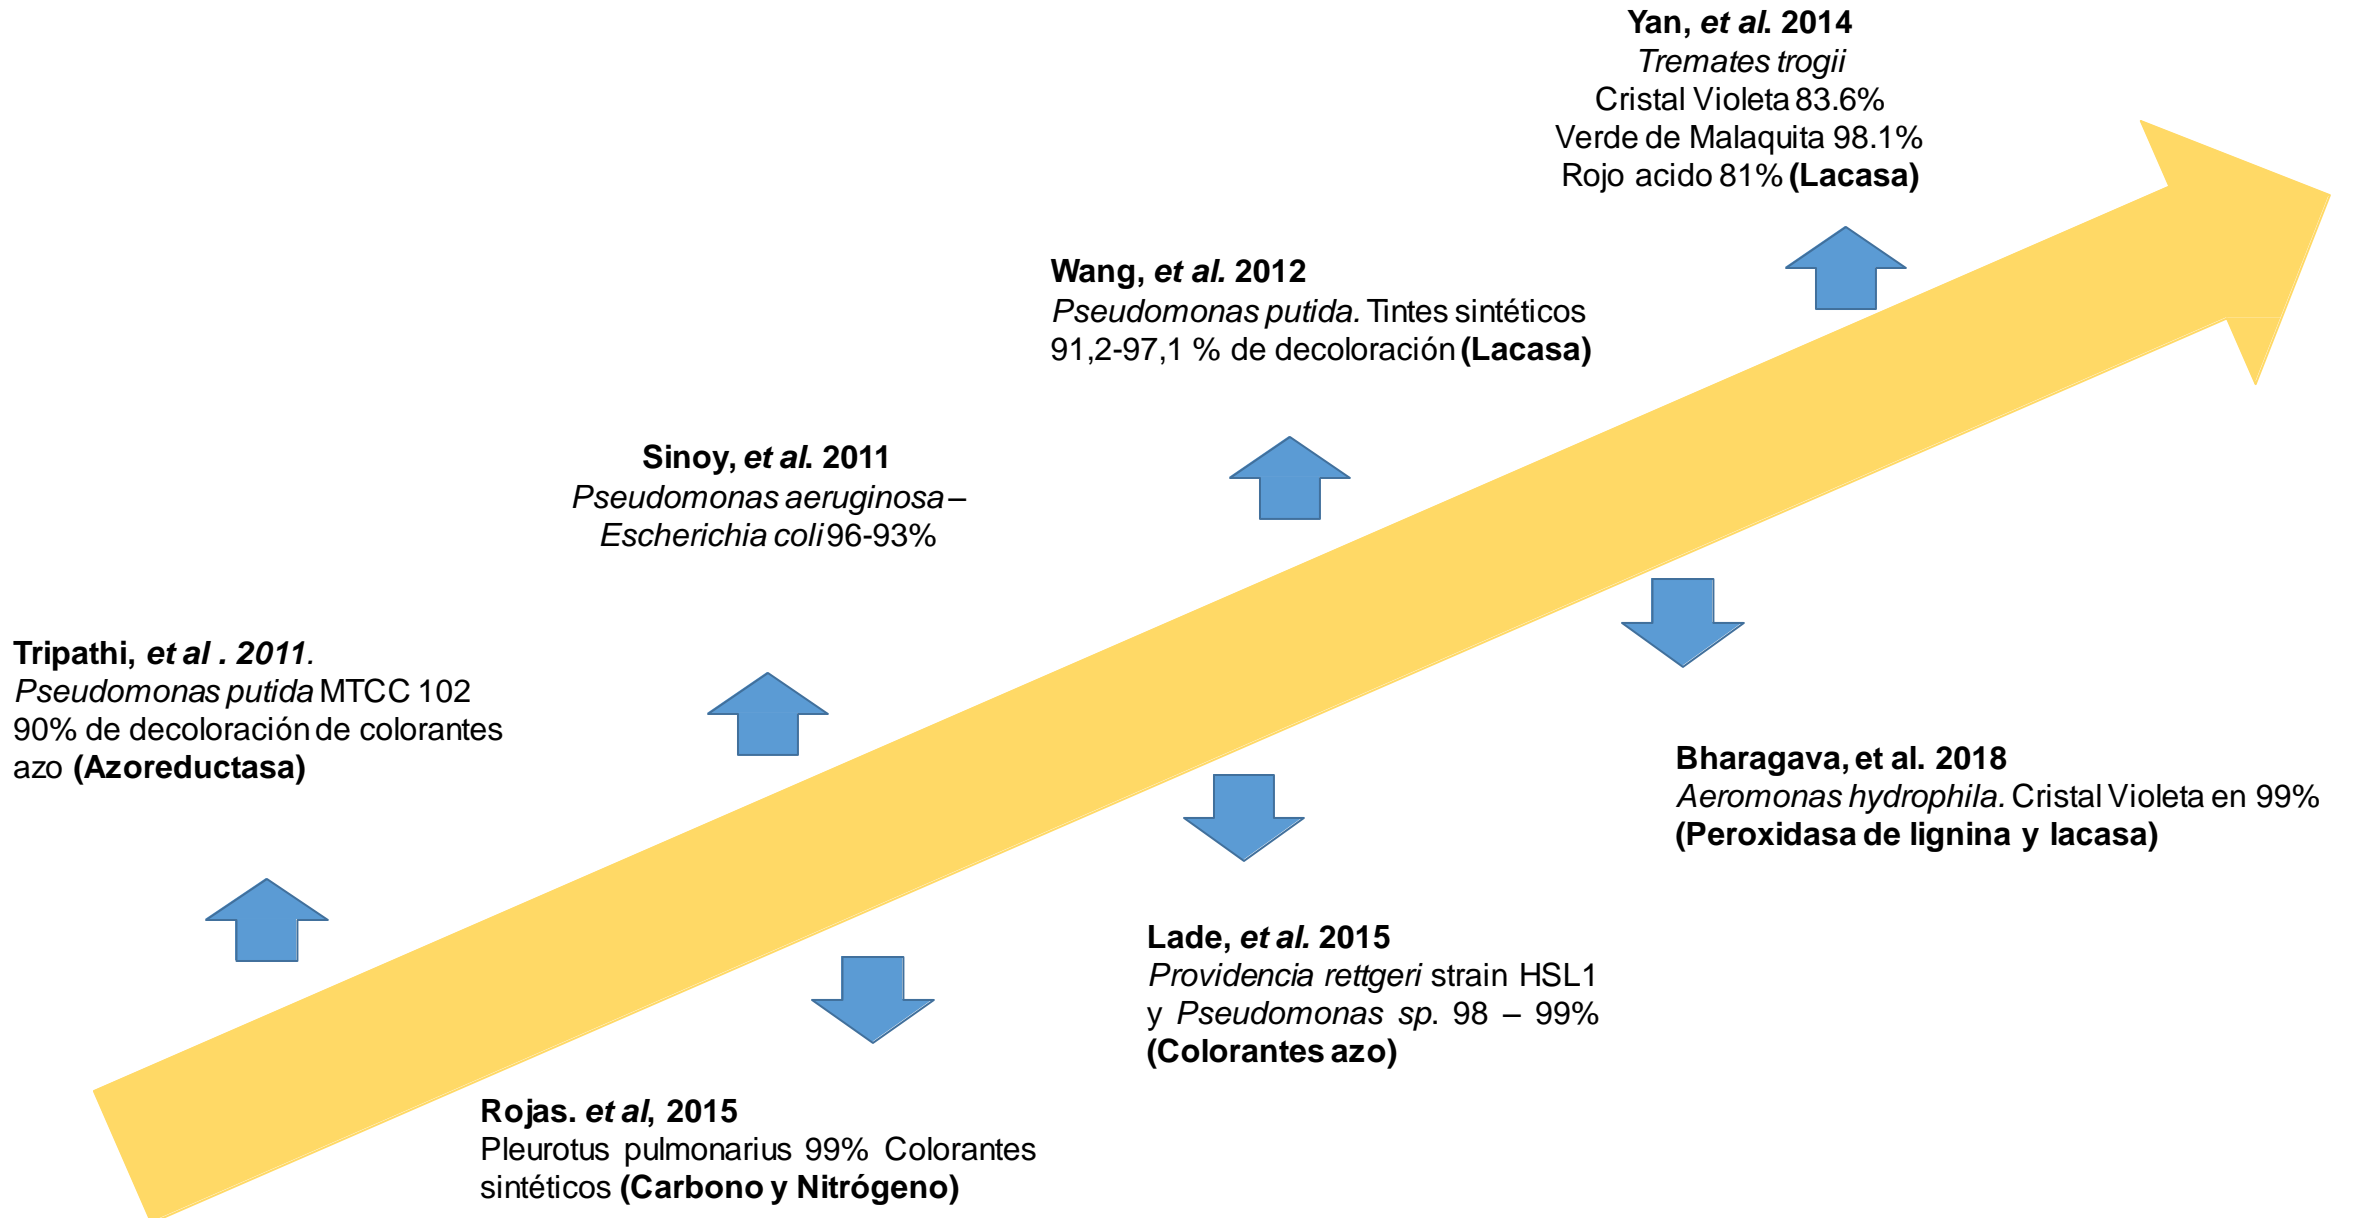 Yan, et al. 2014
Tremates trogii
Cristal Violeta 83.6%
Verde de Malaquita 98.1%
Rojo acido 81% (Lacasa)
Wang, et al. 2012
Pseudomonas putida. Tintes sintéticos
91,2-97,1 % de decoloración (Lacasa)
Sinoy, et al. 2011
Pseudomonas aeruginosa –
Escherichia coli 96-93%
Tripathi, et al . 2011.
Pseudomonas putida MTCC 102
90% de decoloración de colorantes
azo (Azoreductasa)
Bharagava, et al. 2018
Aeromonas hydrophila. Cristal Violeta en 99%
(Peroxidasa de lignina y lacasa)
Lade, et al. 2015
Providencia rettgeri strain HSL1
y Pseudomonas sp. 98 – 99%
(Colorantes azo)
Rojas. et al, 2015
Pleurotus pulmonarius 99% Colorantes
sintéticos (Carbono y Nitrógeno)